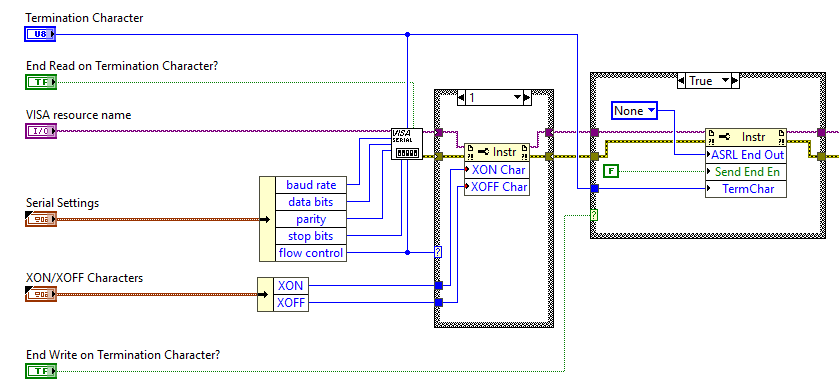 Termination Character
U8
End Read on Termination Character?
TF
VISA resource name
I/O
VISA
SERIAL
Serial Settings
baud rate
data bits
parity
stop bits
flow control
XON/XOFF Characters
XON
XOFF
End Write on Termination Character?
TF
1
Instr
XON Char
XOFF Char
?
True
None
Instr
ASRL End Out
F
Send End En
TermChar
?